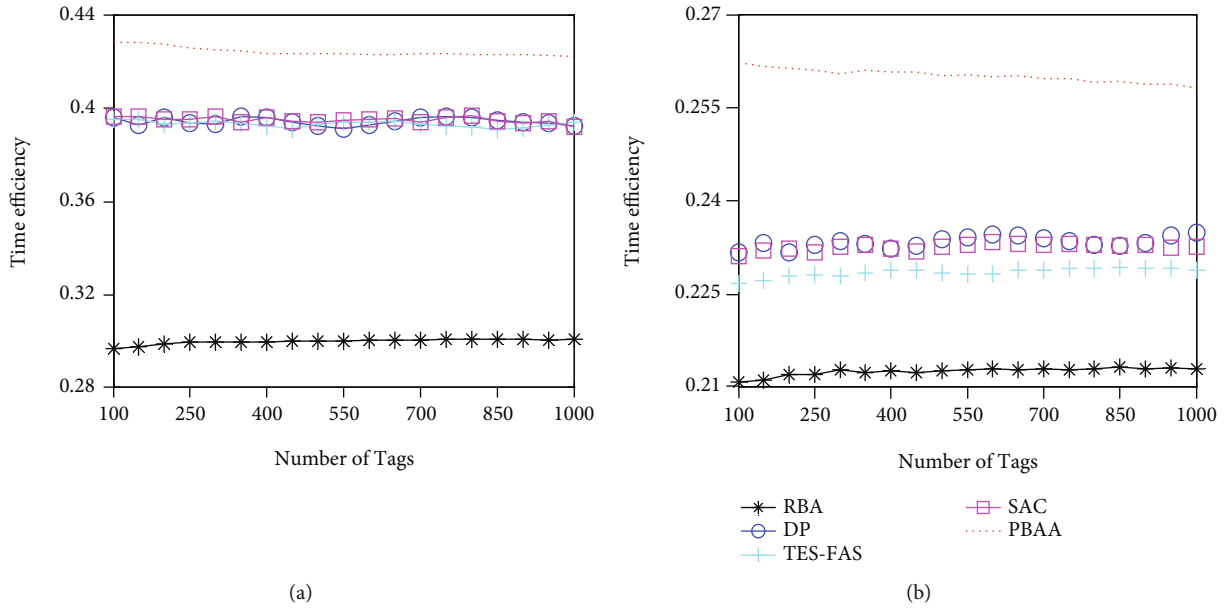 Time efficiency
0.44
0.4
0.36
0.32
0.28
100 250 400 550 700 850 1000
Number of Tags
(a)
Time efficiency
0.27
0.255
0.24
0.225
0.21
100 250 400 550 700 850 1000
Number of Tags
RBA
DP
TES-FAS
SAC
PBAA
(b)